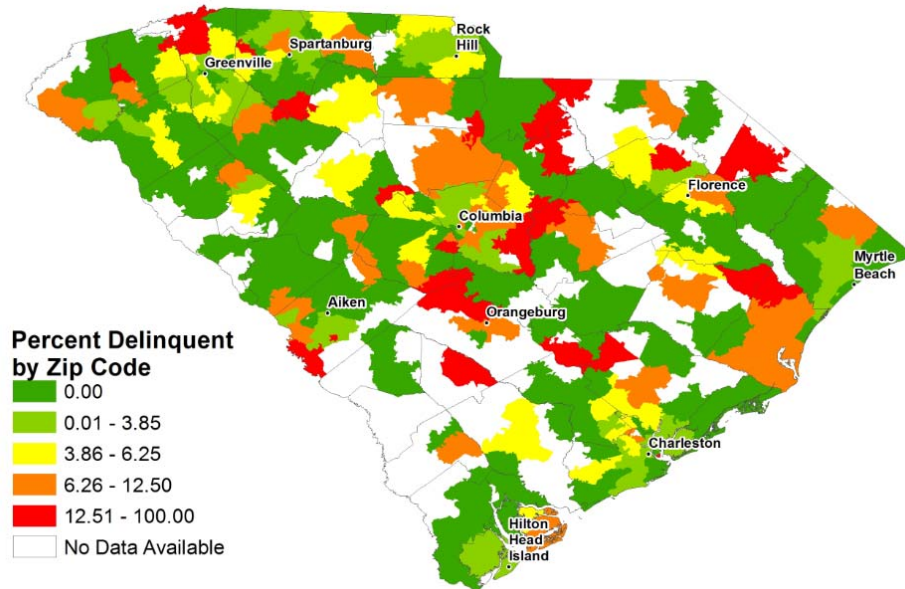 Rock
Hill
Spartanburg
Greenville
Florence
Columbia
Myrtle
Beach
Aiken
Orangeburg
Percent Delinquent
by Zip Code
0.00
0.01 - 3.85
3.86 - 6.25
6.26 - 12.50
12.51 - 100.00
No Data Available
Charleston
Hilton
Head
Island